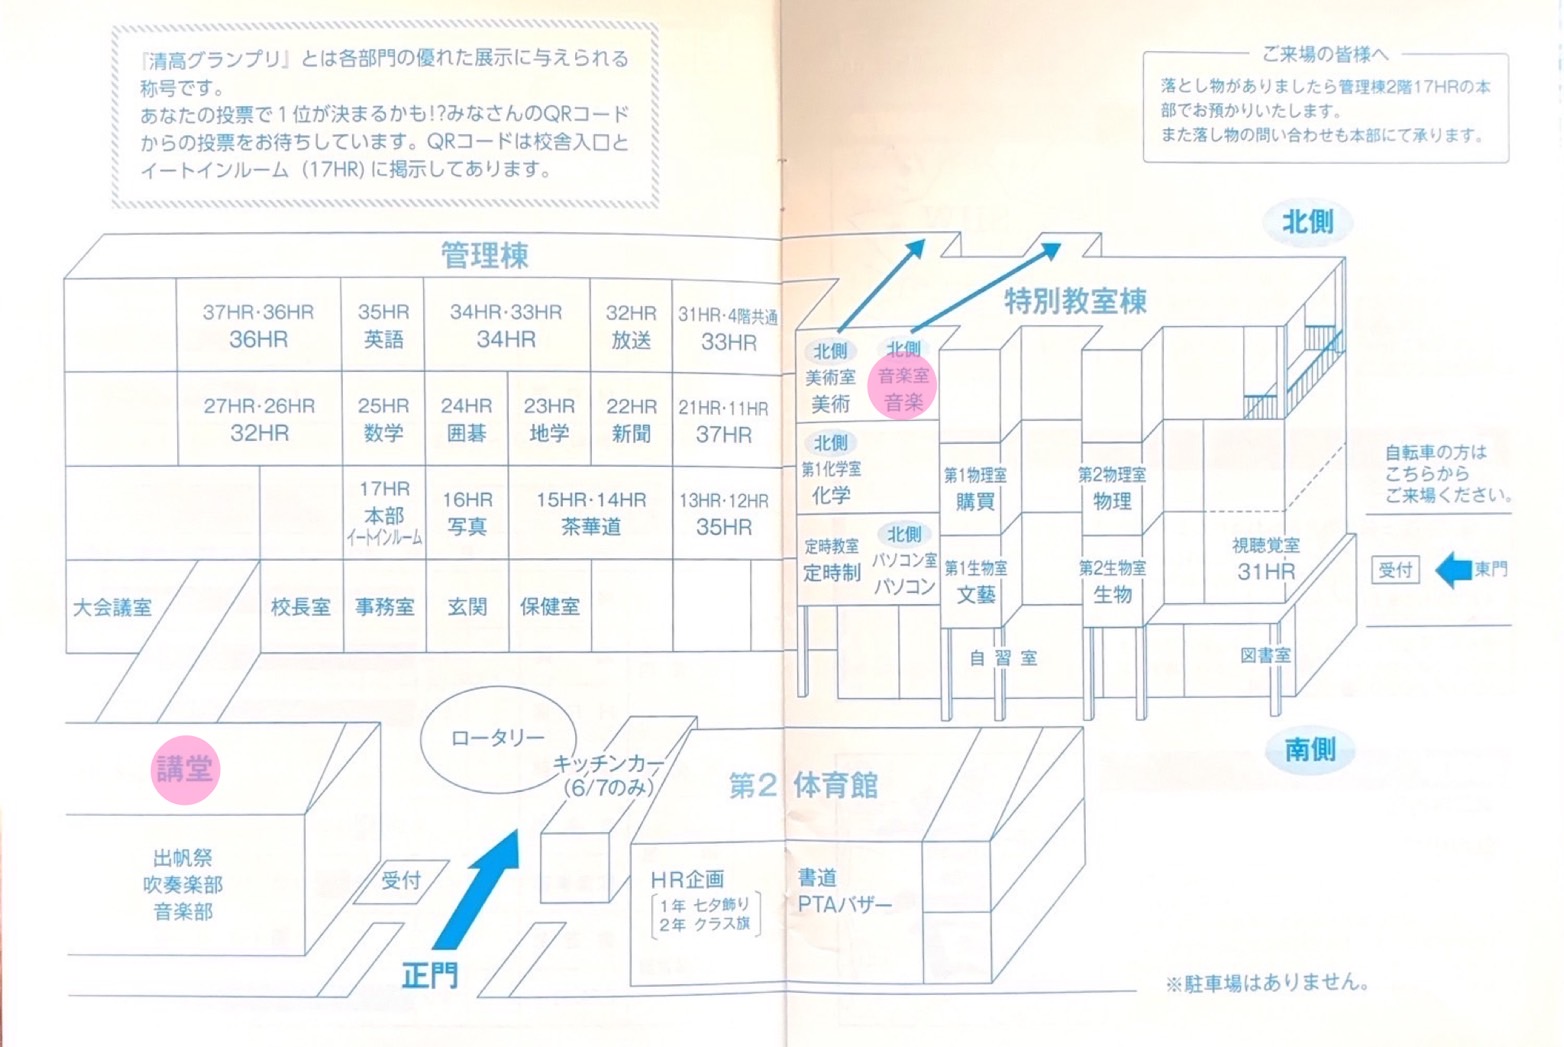 『清高グランプリ』とは各部門の優れた展示に与えられる
称号です。
あなたの投票で1位が決まるかも!?みなさんのQRコード
からの投票をお待ちしています。QRコードは校舎入口と
イートインルーム（17HR)に掲示してあります。
ご来場の皆様へ
落とし物がありましたら管理棟2階17HRの本
部でお預かりいたします。
また落し物の問い合わせも本部にて承ります。
北側
管理棟
37HR・36HR
36HR
35HR
英語
34HR・33HR
34HR
32HR
放送
31HR・4階共通
33HR
27HR・26HR
32HR
25HR
数学
24HR
囲碁
23HR
地学
22HR
新聞
21HR・11HR
37HR
17HR
本部
イートインルーム
16HR
写真
15HR・14HR
茶華道
13HR・12HR
35HR
大会議室
校長室
事務室
玄関
保健室
特別教室棟
北側
美術室
美術
北側
音楽室
音楽
北側
第1化学室
化学
第1物理室
購買
第2物理室
物理
定時教室
定時制
北側
パソコン室
パソコン
第1生物室
文藝
第2生物室
生物
視聴覚室
31HR
自習室
図書室
自転車の方は
こちらから
ご来場ください。
受付
東門
南側
講堂
出帆祭
吹奏楽部
音楽部
ロータリー
キッチンカー
(6/7のみ)
受付
正門
第2体育館
HR企画
1年 七夕飾り
2年 クラス旗
書道
PTAバザー
※駐車場はありません。